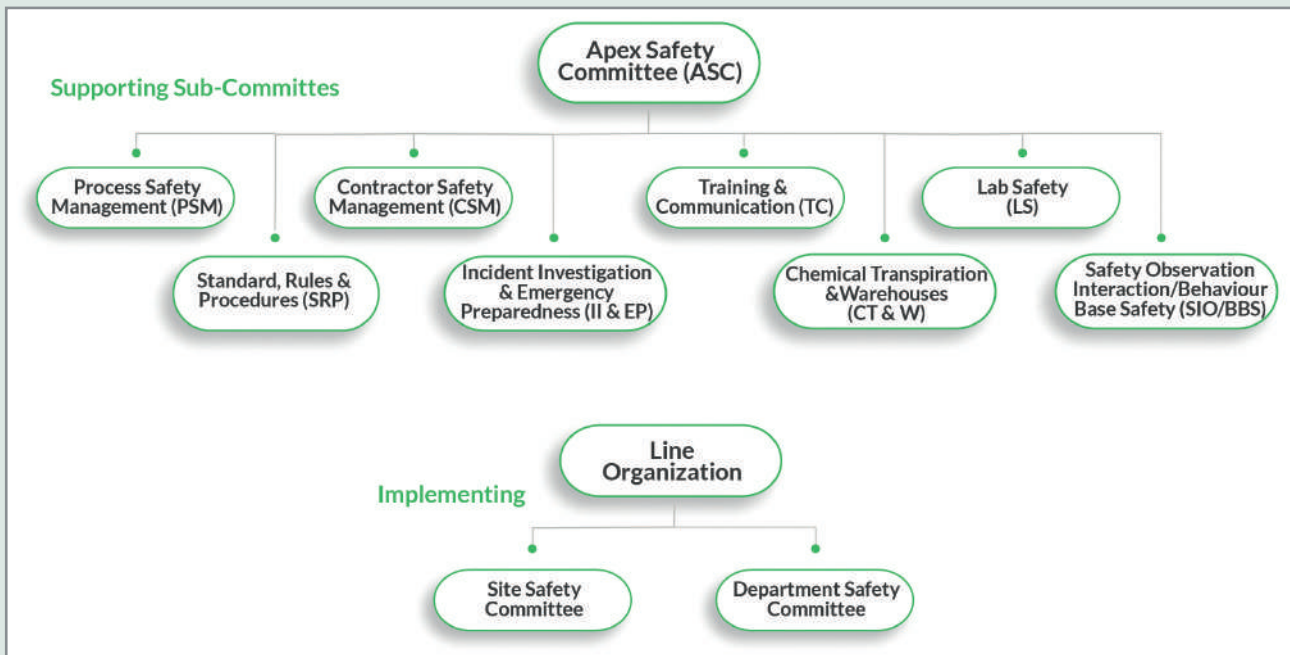 Apex Safety
Committee (ASC)
Supporting Sub-Committes
Process Safety
Management (PSM)
Contractor Safety
Management (CSM)
Training &
Communication (TC)
Lab Safety
(LS)
Standard, Rules &
Procedures (SRP)
Incident Investigation
& Emergency
Preparedness (II & EP)
Chemical Transpiration
&Warehouses
(CT & W)
Safety Observation
Interaction/Behaviour
Base Safety (SIO/BBS)
Line
Organization
Implementing
Site Safety
Committee
Department Safety
Committee